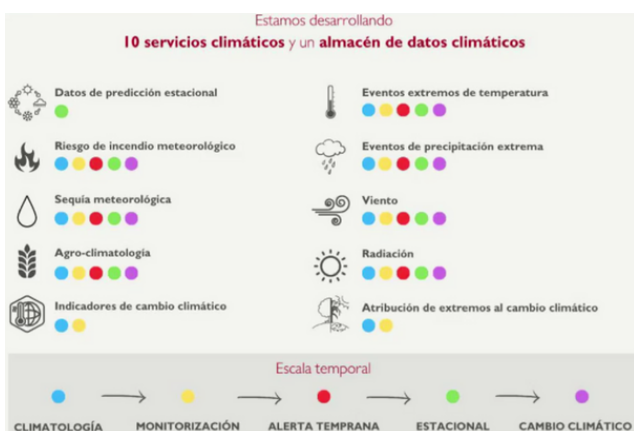 Estamos desarrollando
10 servicios climáticos y un almacén de datos climáticos
Datos de predicción estacional
Eventos extremos de temperatura
Riesgo de incendio meteorológico
Eventos de precipitación extrema
Sequía meteorológica
Viento
Agro-climatología
Radiación
Indicadores de cambio climático
Atribución de extremos al cambio climático
Escala temporal
CLIMATOLOGÍA MONITORIZACIÓN ALERTA TEMPRANA ESTACIONAL CAMBIO CLIMÁTICO